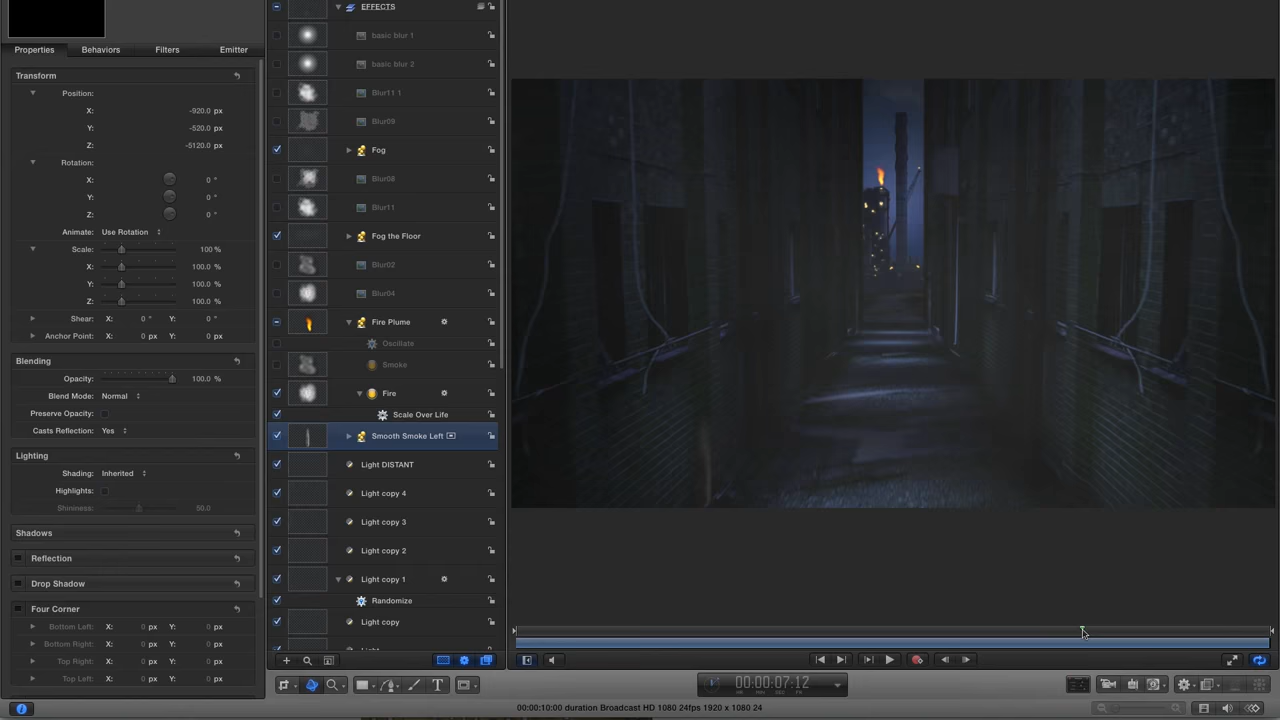 Properties Behaviors Filters Emitter
Transform
Position:
X: -920.0 px
Y: -520.0 px
Z: -5120.0 px
Rotation:
X: 0 °
Y: 0 °
Z: 0 °
Animate: Use Rotation
Scale: 100 %
X: 100.0 %
Y: 100.0 %
Z: 100.0 %
Shear: X: 0 ° Y: 0 °
Anchor Point: X: 0 px Y: 0 px
Blending
Opacity: 100.0 %
Blend Mode: Normal
Preserve Opacity:
Casts Reflection: Yes
Lighting
Shading: Inherited
Highlights:
Shininess: 50.0
Shadows
Reflection
Drop Shadow
Four Corner
Bottom Left: X: 0 px Y: 0 px
Bottom Right: X: 0 px Y: 0 px
Top Right: X: 0 px Y: 0 px
Top Left: X: 0 px Y: 0 px
EFFECTS
basic blur 1
basic blur 2
Blur11 1
Blur09
Fog
Blur08
Blur11
Fog the Floor
Blur02
Blur04
Fire Plume
Oscillate
Smoke
Fire
Scale Over Life
Smooth Smoke Left
Light DISTANT
Light copy 4
Light copy 3
Light copy 2
Light copy 1
Randomize
Light copy
Light
T
00:00:07:12
HR MIN SEC FR
00:00:10:00 duration Broadcast HD 1080 24fps 1920 x 1080 24